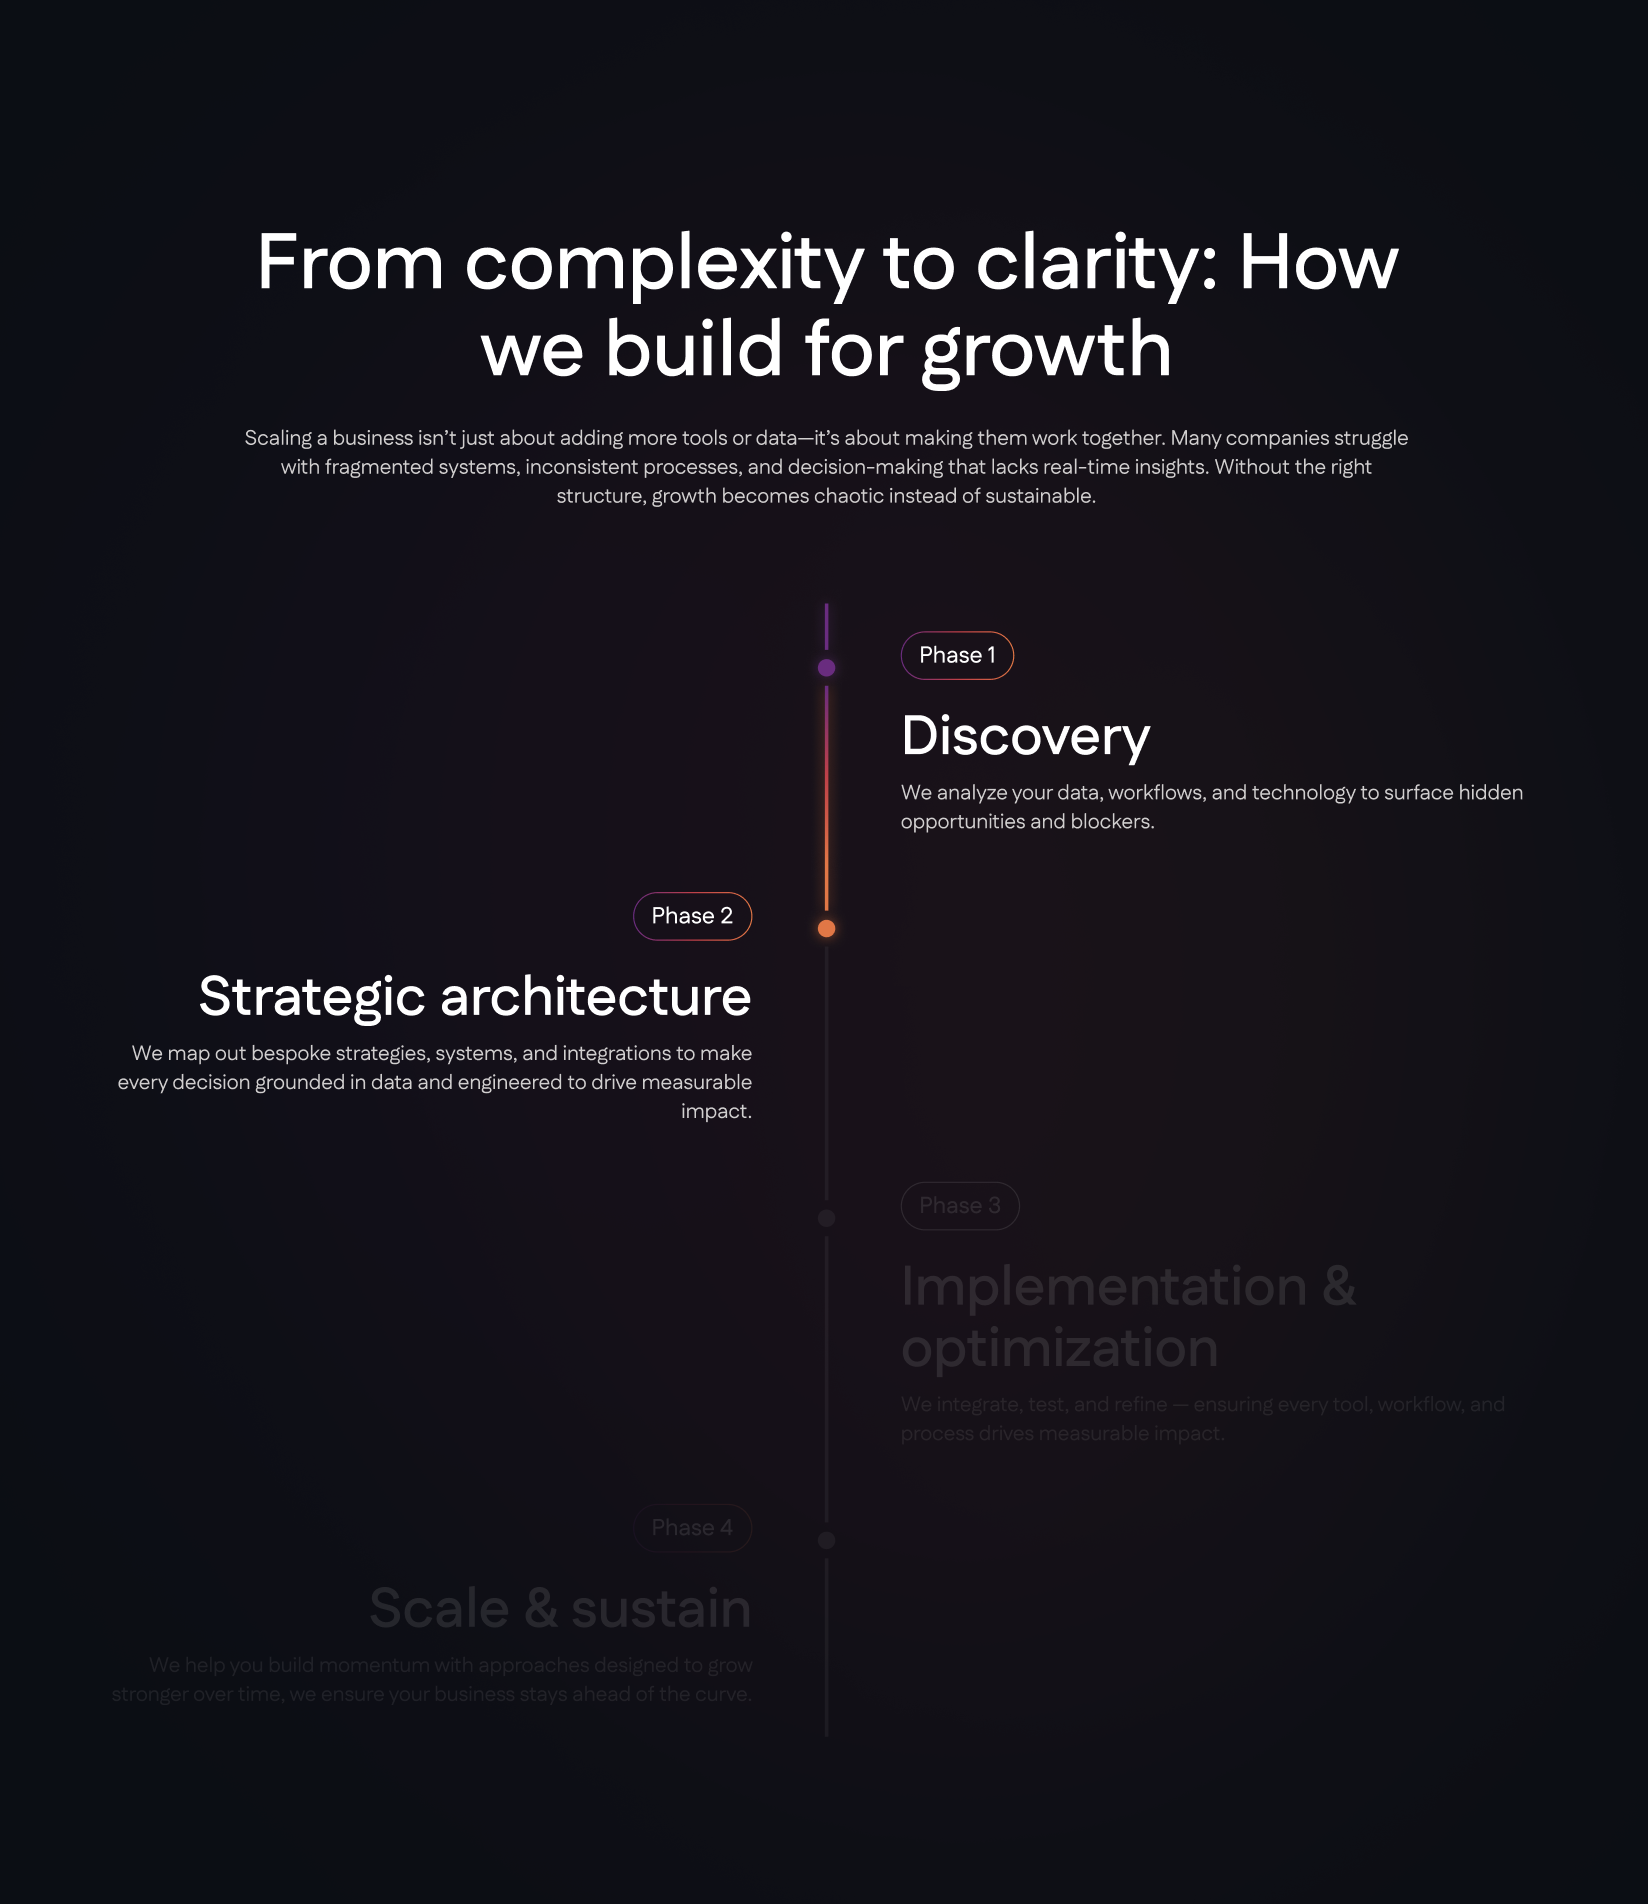 From complexity to clarity: How
we build for growth
Scaling a business isn’t just about adding more tools or data—it’s about making them work together. Many companies struggle
with fragmented systems, inconsistent processes, and decision-making that lacks real-time insights. Without the right
structure, growth becomes chaotic instead of sustainable.
Phase 1
Discovery
We analyze your data, workflows, and technology to surface hidden
opportunities and blockers.
Phase 2
Strategic architecture
We map out bespoke strategies, systems, and integrations to make
every decision grounded in data and engineered to drive measurable
impact.
Phase 3
Implementation &
optimization
We integrate, test, and refine — ensuring every tool, workflow, and
process drives measurable impact.
Phase 4
Scale & sustain
We help you build momentum with approaches designed to grow
stronger over time, we ensure your business stays ahead of the curve.